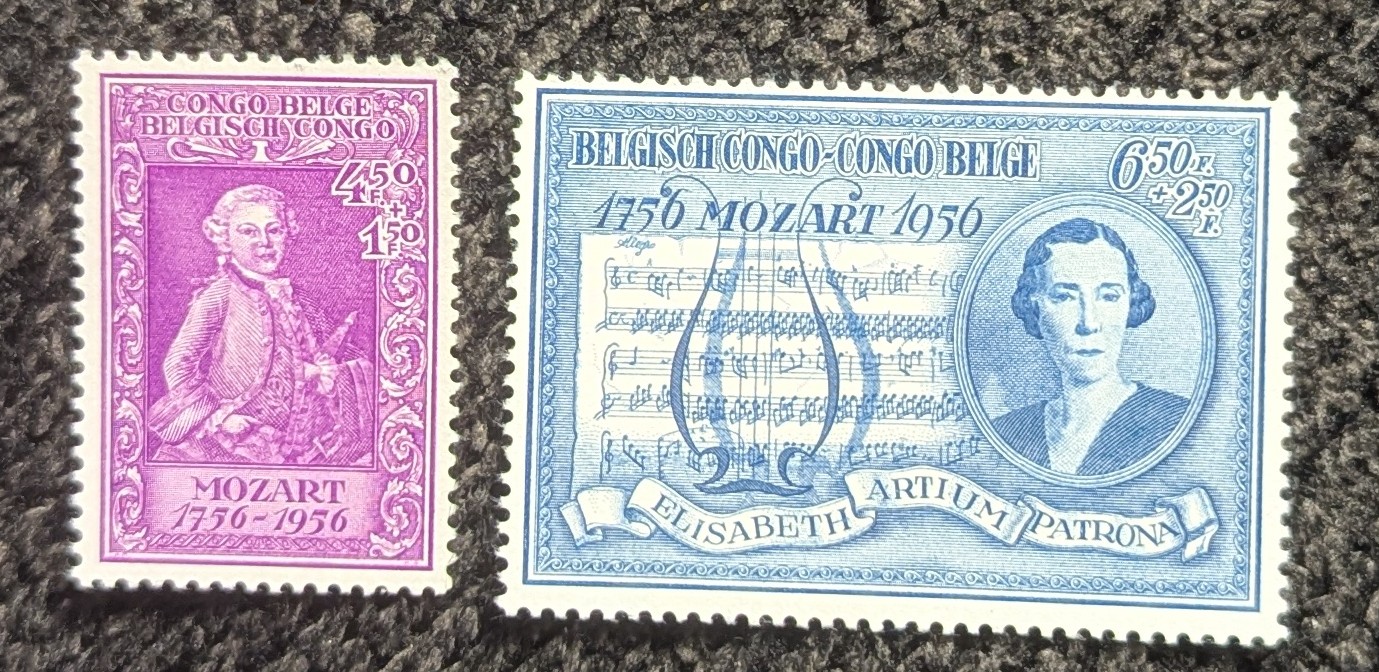 CONGO BELGE
BELGISCH CONGO
4,50 F.
+
1,50 F.
MOZART
1756-1956
BELGISCH CONGO-CONGO BELGE
6,50 F.
+2,50 F.
1756 MOZART 1956
Allegro
ELISABETH ARTIUM PATRONA